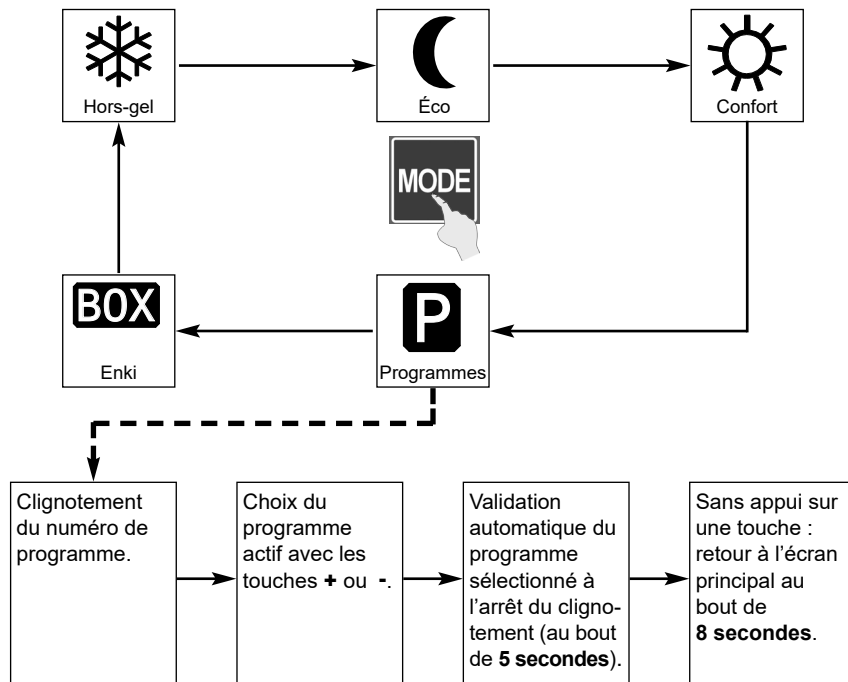 Hors-gel
Éco
Confort
MODE
BOX
Enki
P
Programmes
Clignotement
du numéro de
programme.
Choix du
programme
actif avec les
touches + ou -.
Validation
automatique du
programme
sélectionné à
l'arrêt du cligno-
tement (au bout
de 5 secondes).
Sans appui sur
une touche :
retour à l'écran
principal au
bout de
8 secondes.